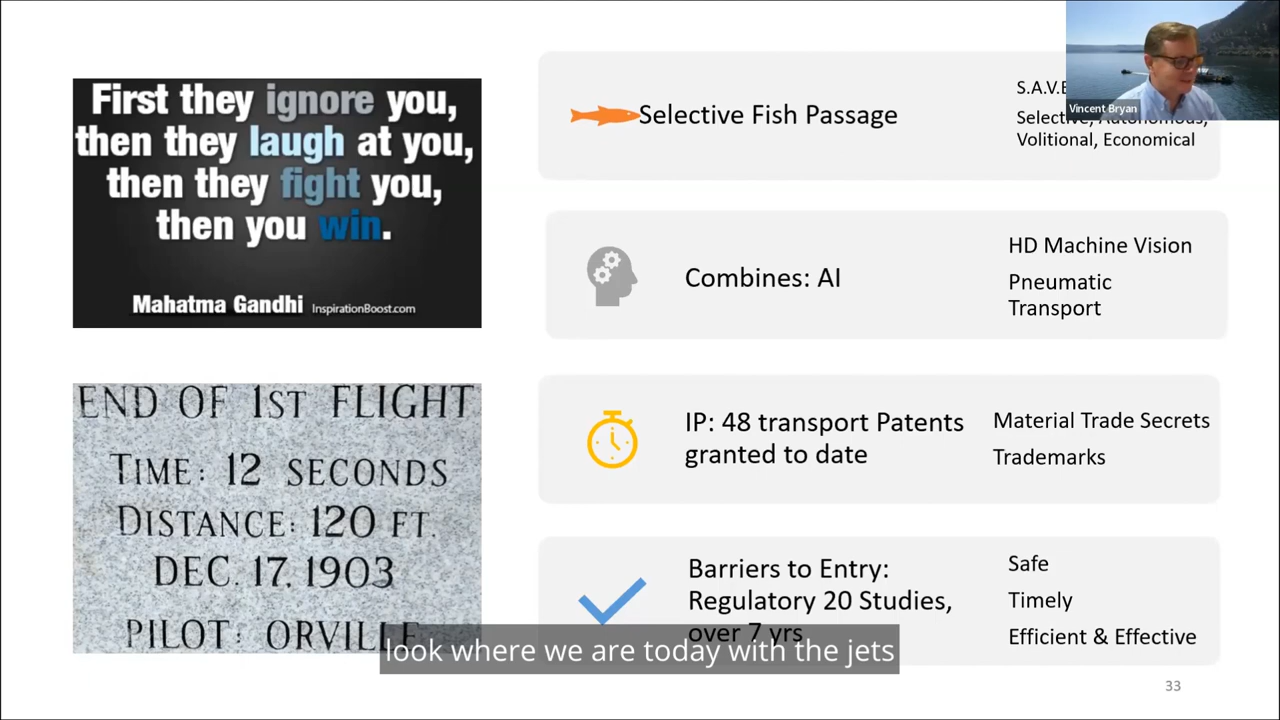 First they ignore you,
then they laugh at you,
then they fight you,
then you win.
Mahatma Gandhi InspirationBoost.com
END OF 1ST FLIGHT
TIME: 12 SECONDS
DISTANCE: 120 FT.
DEC. 17, 1903
PILOT: ORVILLE
Selective Fish Passage
S.A.V.E
Selective, Autonomous,
Volitional, Economical
Vincent Bryan
Combines: AI
HD Machine Vision
Pneumatic
Transport
IP: 48 transport Patents
granted to date
Material Trade Secrets
Trademarks
Barriers to Entry:
Regulatory 20 Studies,
over 7 yrs
Safe
Timely
Efficient & Effective
look where we are today with the jets
33